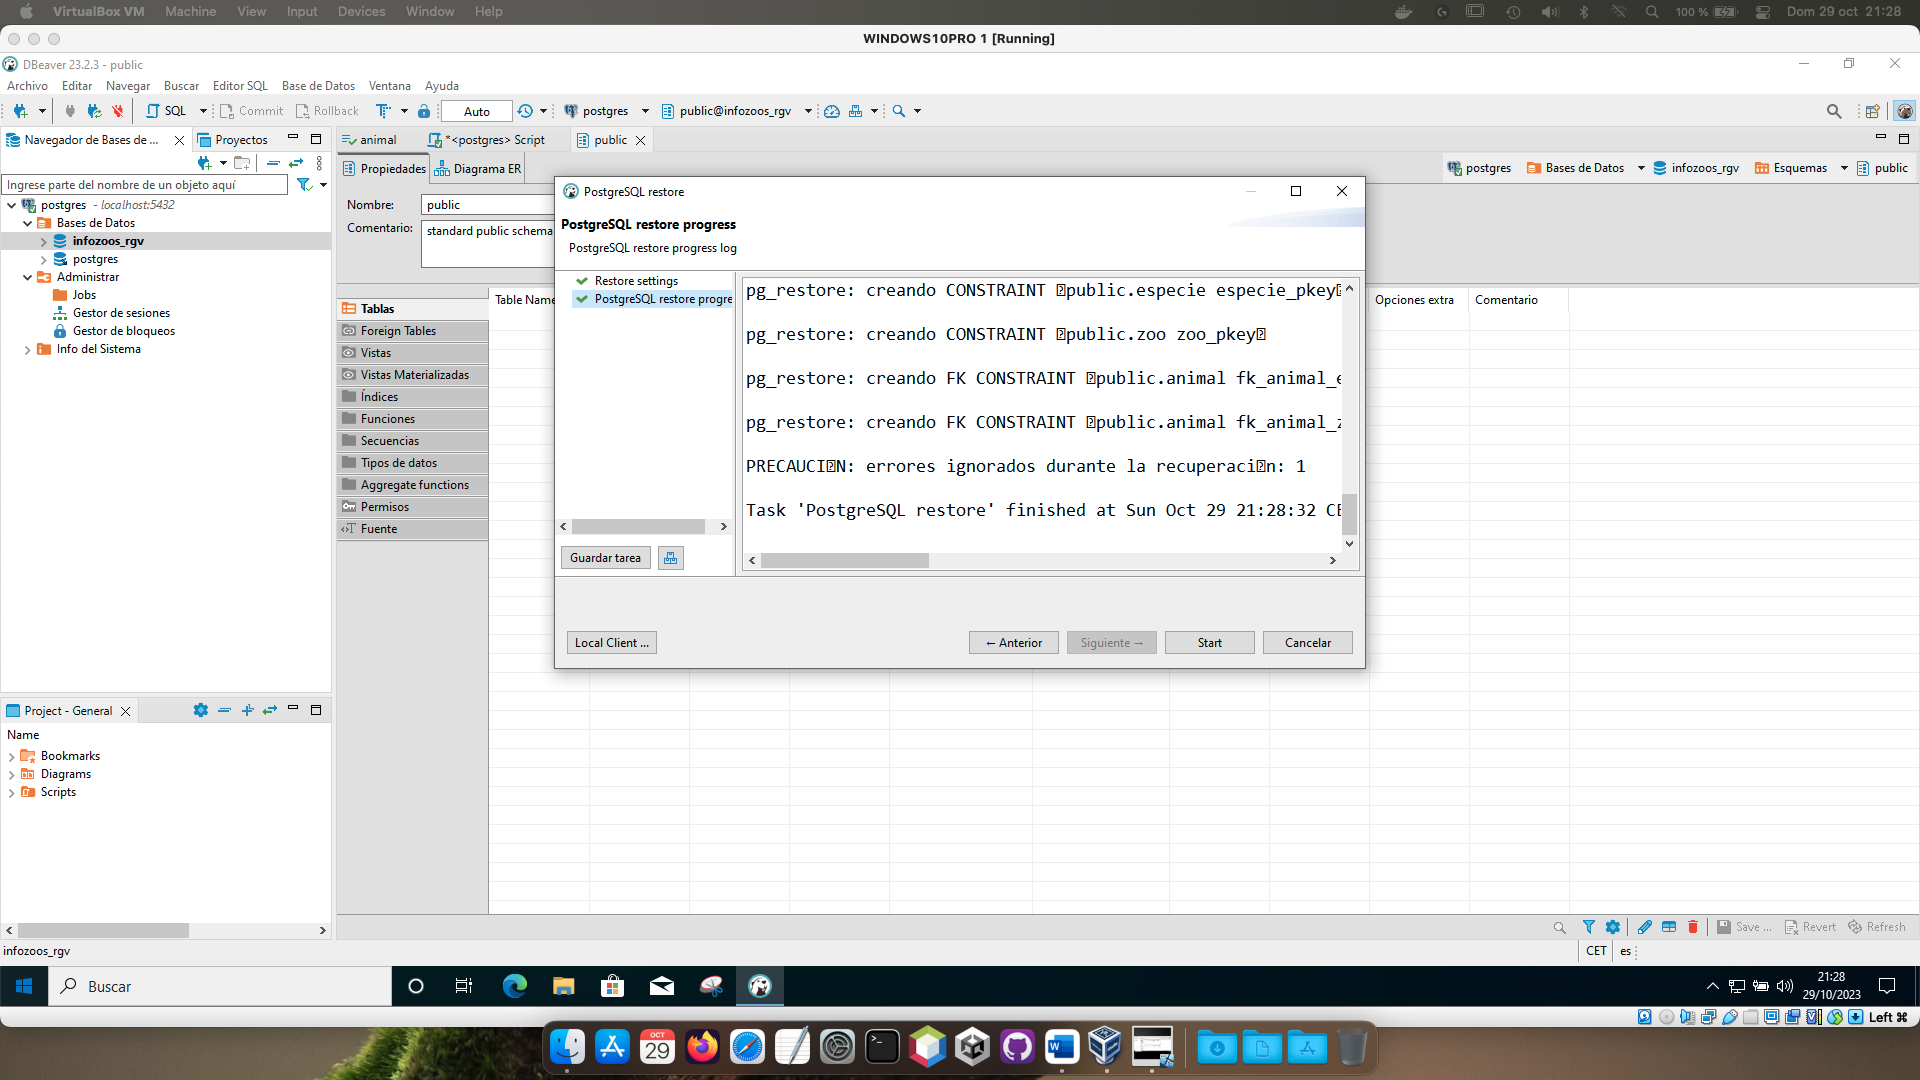 VirtualBox VM Machine View Input Devices Window Help
100 % Dom 29 oct 21:28
WINDOWS10PRO 1 [Running]
DBeaver 23.2.3 - public
Archivo Editar Navegar Buscar Editor SQL Base de Datos Ventana Ayuda
SQL Commit Rollback Auto postgres public@infozoos_rgv
Navegador de Bases de ... Proyectos
animal *<postgres> Script public
Propiedades Diagrama ER
postgres Bases de Datos infozoos_rgv Esquemas public
Ingrese parte del nombre de un objeto aquí
postgres - localhost:5432
Bases de Datos
infozoos_rgv
postgres
Administrar
Jobs
Gestor de sesiones
Gestor de bloqueos
Info del Sistema
Nombre: public
Comentario: standard public schema
Tablas
Foreign Tables
Vistas
Vistas Materializadas
Índices
Funciones
Secuencias
Tipos de datos
Aggregate functions
Permisos
Fuente
Table Name Opciones extra Comentario
PostgreSQL restore
PostgreSQL restore progress
PostgreSQL restore progress log
Restore settings
PostgreSQL restore progre
pg_restore: creando CONSTRAINT public.especie especie_pkey
pg_restore: creando CONSTRAINT public.zoo zoo_pkey
pg_restore: creando FK CONSTRAINT public.animal fk_animal_e
pg_restore: creando FK CONSTRAINT public.animal fk_animal_z
PRECAUCI�N: errores ignorados durante la recuperaci�n: 1
Task 'PostgreSQL restore' finished at Sun Oct 29 21:28:32 CE
Guardar tarea
Local Client ... ← Anterior Siguiente → Start Cancelar
Project - General
Name
Bookmarks
Diagrams
Scripts
Save ... Revert Refresh
infozoos_rgv
CET es
Buscar
21:28
29/10/2023
Left ⌘
OCT
29